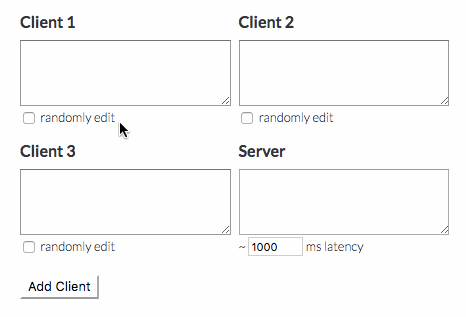 Client 1
Client 2
randomly edit
randomly edit
Client 3
Server
randomly edit
~ 1000 ms latency
Add Client